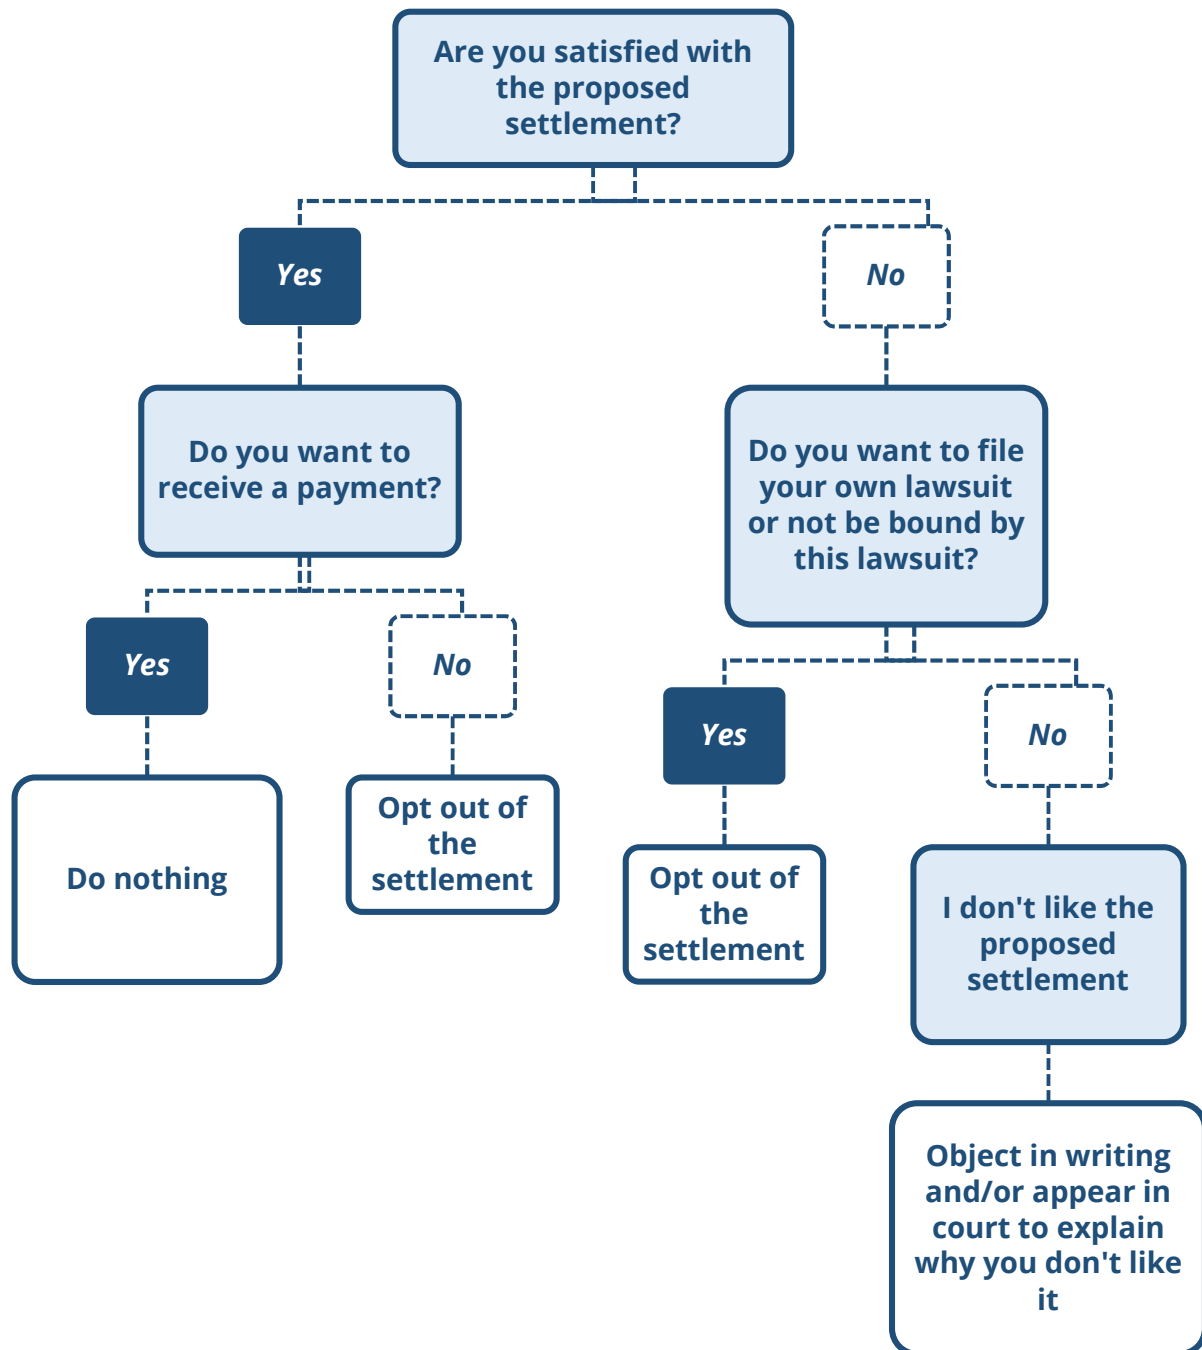 Are you satisfied with
the proposed
settlement?
Yes
No
Do you want to
receive a payment?
Do you want to file
your own lawsuit
or not be bound by
this lawsuit?
Yes
No
Yes
No
Do nothing
Opt out of
the
settlement
Opt out of
the
settlement
I don't like the
proposed
settlement
Object in writing
and/or appear in
court to explain
why you don't like
it